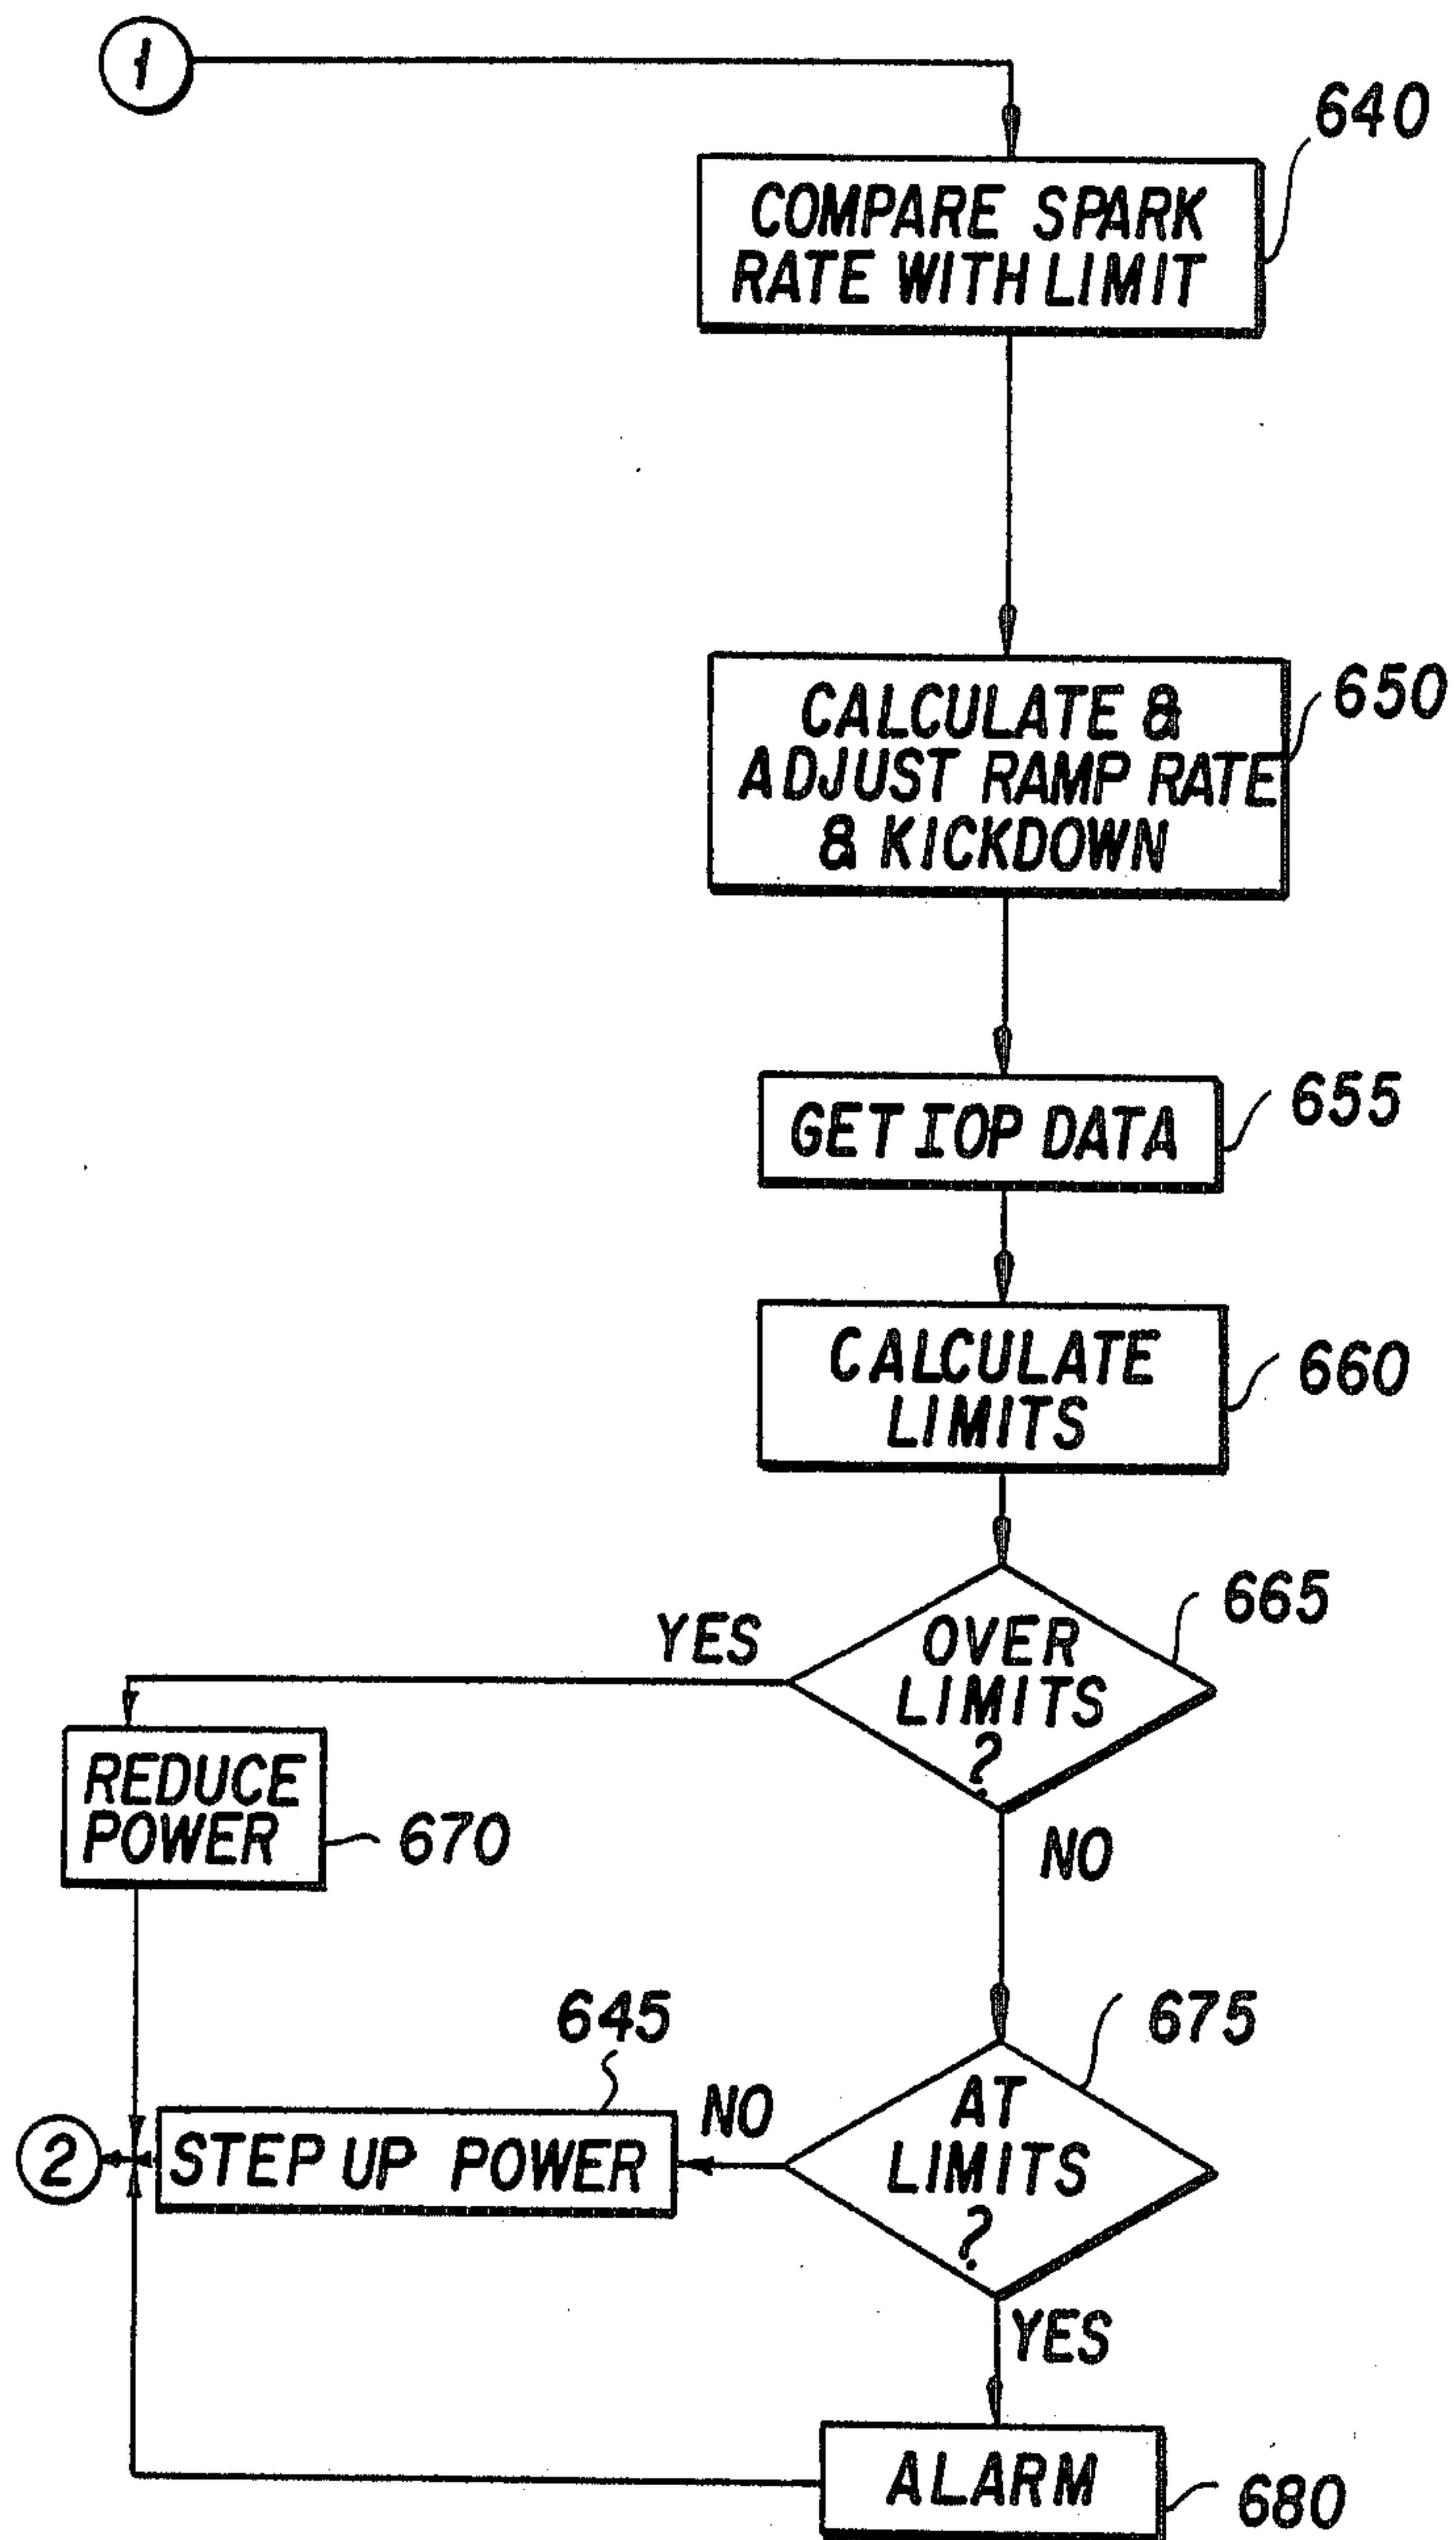 1
640
COMPARE SPARK
RATE WITH LIMIT
650
CALCULATE &
ADJUST RAMP RATE
& KICKDOWN
655
GET IOP DATA
660
CALCULATE
LIMITS
665
YES
OVER
LIMITS
?
REDUCE
POWER
670
NO
645
675
NO
AT
LIMITS
?
2
STEP UP POWER
YES
ALARM
680